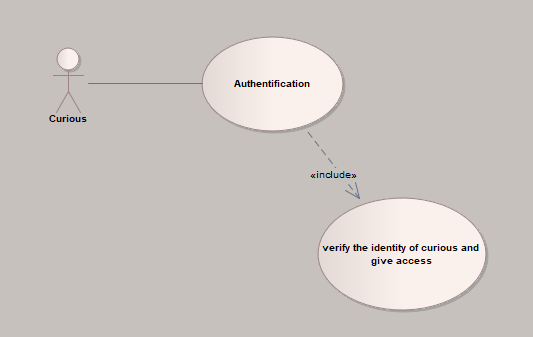 Authentification
Curious
«include»
verify the identity of curious and
give access